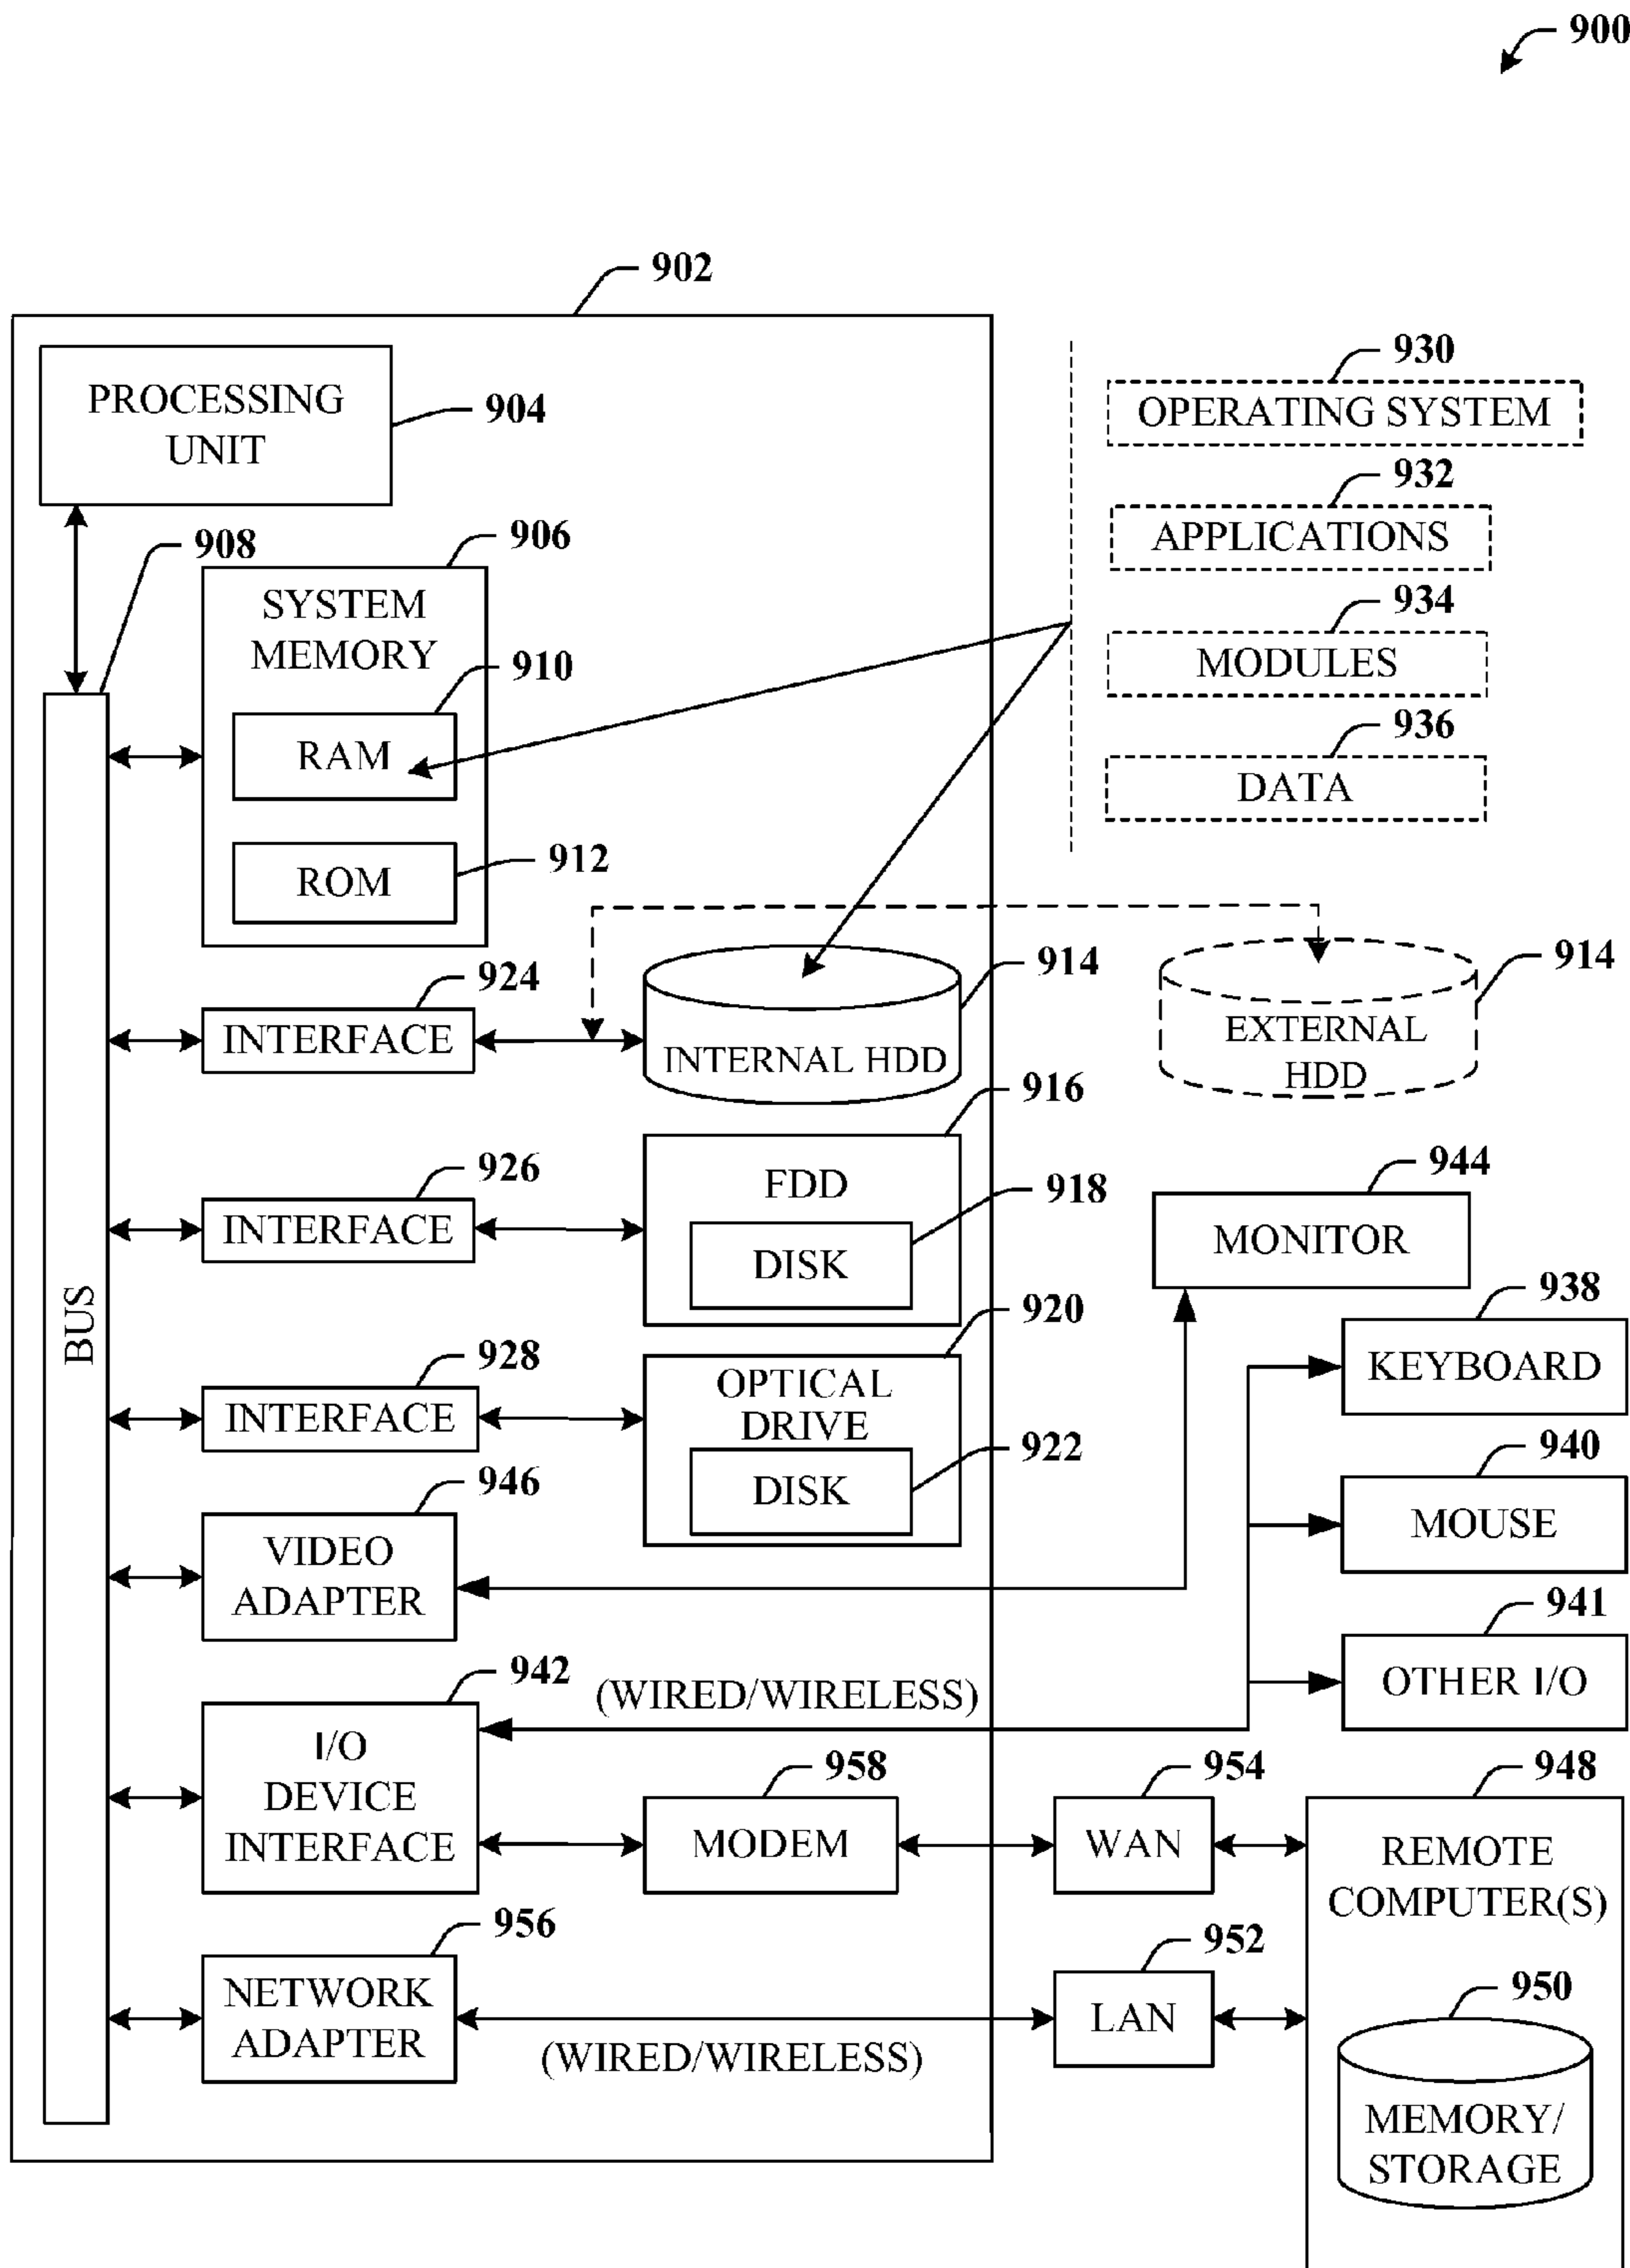 900
902
PROCESSING
UNIT
904
930
OPERATING SYSTEM
932
APPLICATIONS
934
MODULES
936
DATA
908
906
SYSTEM
MEMORY
910
RAM
912
ROM
BUS
924
INTERFACE
914
INTERNAL HDD
914
EXTERNAL
HDD
926
INTERFACE
916
FDD
918
DISK
944
MONITOR
938
KEYBOARD
928
INTERFACE
920
OPTICAL
DRIVE
922
DISK
940
MOUSE
946
VIDEO
ADAPTER
941
OTHER I/O
942
I/O
DEVICE
INTERFACE
(WIRED/WIRELESS)
958
MODEM
954
WAN
948
REMOTE
COMPUTER(S)
956
NETWORK
ADAPTER
(WIRED/WIRELESS)
952
LAN
950
MEMORY/
STORAGE